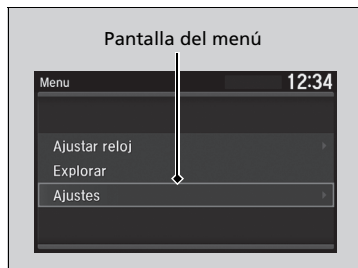 Pantalla del menú
Menu 12:34
Ajustar reloj
Explorar
Ajustes